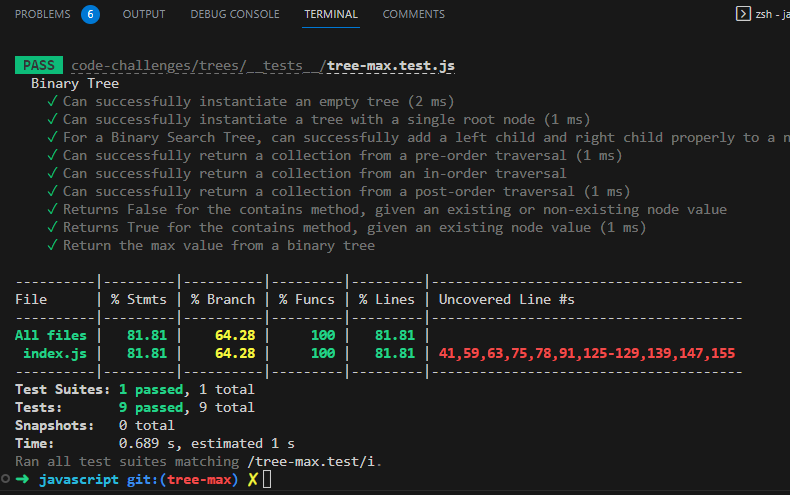 PROBLEMS 6 OUTPUT DEBUG CONSOLE TERMINAL COMMENTS zsh - ja
PASS code-challenges/trees/__tests__/tree-max.test.js
Binary Tree
✓ Can successfully instantiate an empty tree (2 ms)
✓ Can successfully instantiate a tree with a single root node (1 ms)
✓ For a Binary Search Tree, can successfully add a left child and right child properly to a n
✓ Can successfully return a collection from a pre-order traversal (1 ms)
✓ Can successfully return a collection from an in-order traversal
✓ Can successfully return a collection from a post-order traversal (1 ms)
✓ Returns False for the contains method, given an existing or non-existing node value
✓ Returns True for the contains method, given an existing node value (1 ms)
✓ Return the max value from a binary tree
----------|---------|----------|---------|---------|---------------------------------------
File      | % Stmts | % Branch | % Funcs | % Lines | Uncovered Line #s
----------|---------|----------|---------|---------|---------------------------------------
All files |   81.81 |    64.28 |     100 |   81.81 |
 index.js |   81.81 |    64.28 |     100 |   81.81 | 41,59,63,75,78,91,125-129,139,147,155
----------|---------|----------|---------|---------|---------------------------------------
Test Suites: 1 passed, 1 total
Tests:       9 passed, 9 total
Snapshots:   0 total
Time:        0.689 s, estimated 1 s
Ran all test suites matching /tree-max.test/i.
➜ javascript git:(tree-max) ✗